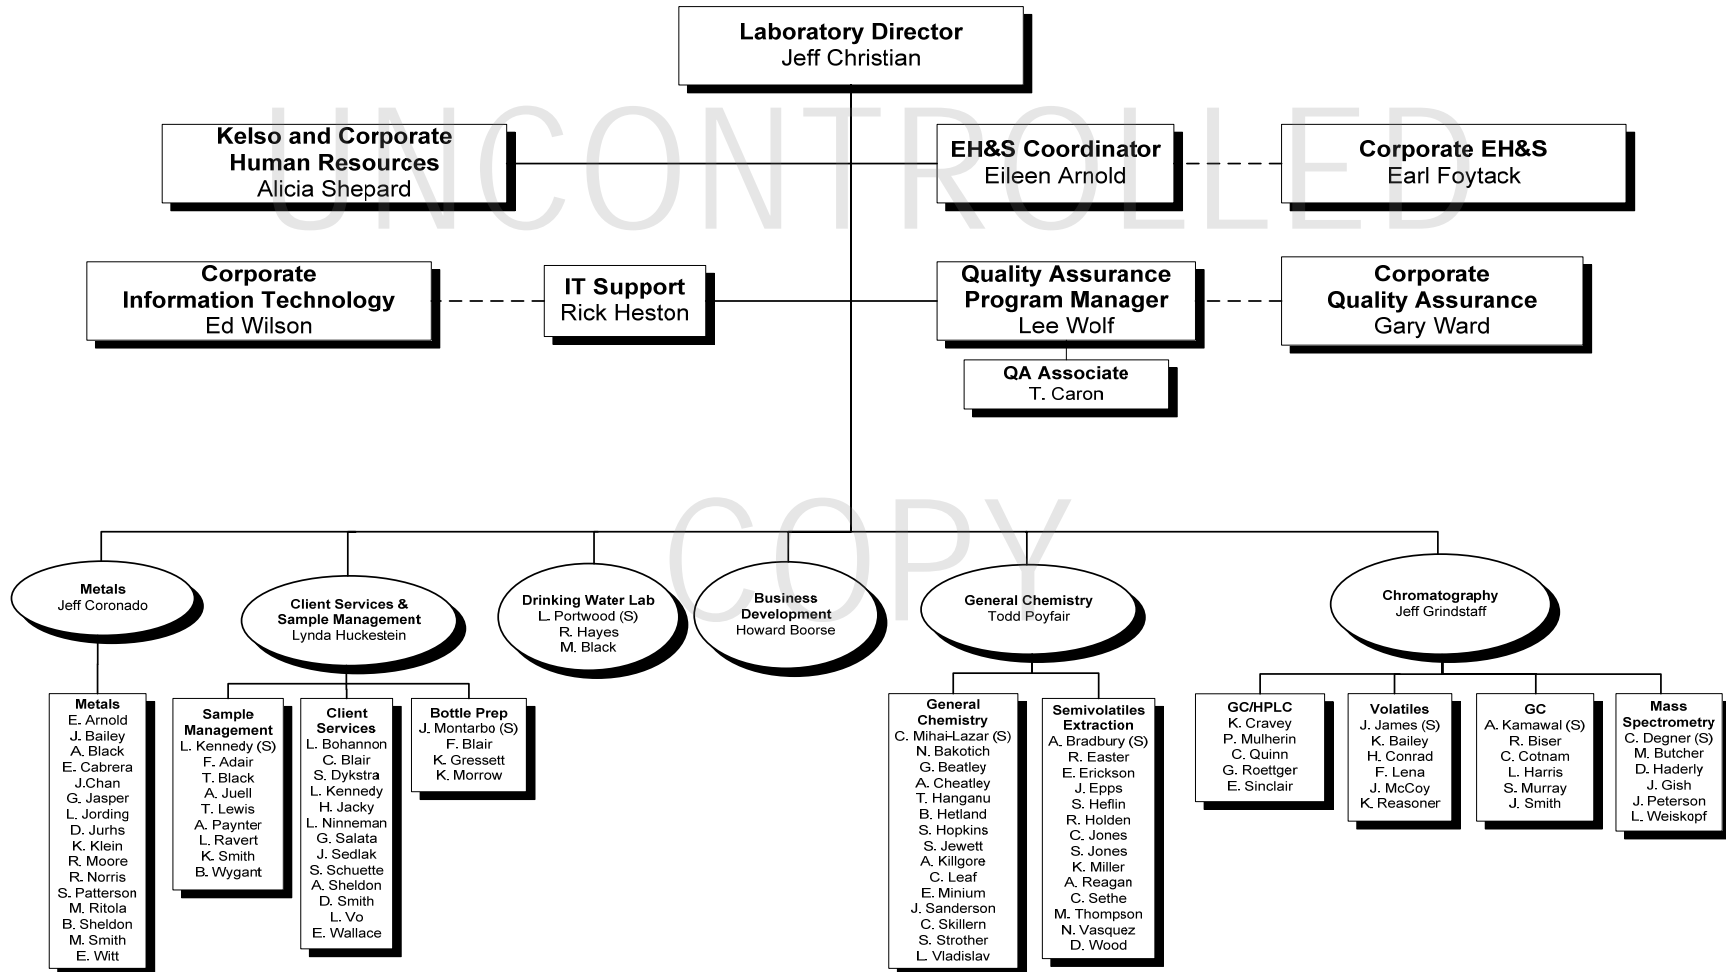 Laboratory Director
Jeff Christian
UNCONTROLLED
Kelso and Corporate
Human Resources
Alicia Shepard
EH&S Coordinator
Eileen Arnold
Corporate EH&S
Earl Foytack
Corporate
Information Technology
Ed Wilson
IT Support
Rick Heston
Quality Assurance
Program Manager
Lee Wolf
Corporate
Quality Assurance
Gary Ward
QA Associate
T. Caron
COPY
Metals
Jeff Coronado
Client Services &
Sample Management
Lynda Huckestein
Drinking Water Lab
L. Portwood (S)
R. Hayes
M. Black
Business
Development
Howard Boorse
General Chemistry
Todd Poyfair
Chromatography
Jeff Grindstaff
Metals
E. Arnold
J. Bailey
A. Black
E. Cabrera
J.Chan
G. Jasper
L. Jording
D. Jurhs
K. Klein
R. Moore
R. Norris
S. Patterson
M. Ritola
B. Sheldon
M. Smith
E. Witt
Sample
Management
L. Kennedy (S)
F. Adair
T. Black
A. Juell
T. Lewis
A. Paynter
L. Ravert
K. Smith
B. Wygant
Client
Services
L. Bohannon
C. Blair
S. Dykstra
L. Kennedy
H. Jacky
L. Ninneman
G. Salata
J. Sedlak
S. Schuette
A. Sheldon
D. Smith
L. Vo
E. Wallace
Bottle Prep
J. Montarbo (S)
F. Blair
K. Gressett
K. Morrow
General
Chemistry
C. Mihai-Lazar (S)
N. Bakotich
G. Beatley
A. Cheatley
T. Hanganu
B. Hetland
S. Hopkins
S. Jewett
A. Killgore
C. Leaf
E. Minium
J. Sanderson
C. Skillern
S. Strother
L. Vladislav
Semivolatiles
Extraction
A. Bradbury (S)
R. Easter
E. Erickson
J. Epps
S. Heflin
R. Holden
C. Jones
S. Jones
K. Miller
A. Reagan
C. Sethe
M. Thompson
N. Vasquez
D. Wood
GC/HPLC
K. Cravey
P. Mulherin
C. Quinn
G. Roettger
E. Sinclair
Volatiles
J. James (S)
K. Bailey
H. Conrad
F. Lena
J. McCoy
K. Reasoner
GC
A. Kamawal (S)
R. Biser
C. Cotnam
L. Harris
S. Murray
J. Smith
Mass
Spectrometry
C. Degner (S)
M. Butcher
D. Haderly
J. Gish
J. Peterson
L. Weiskopf